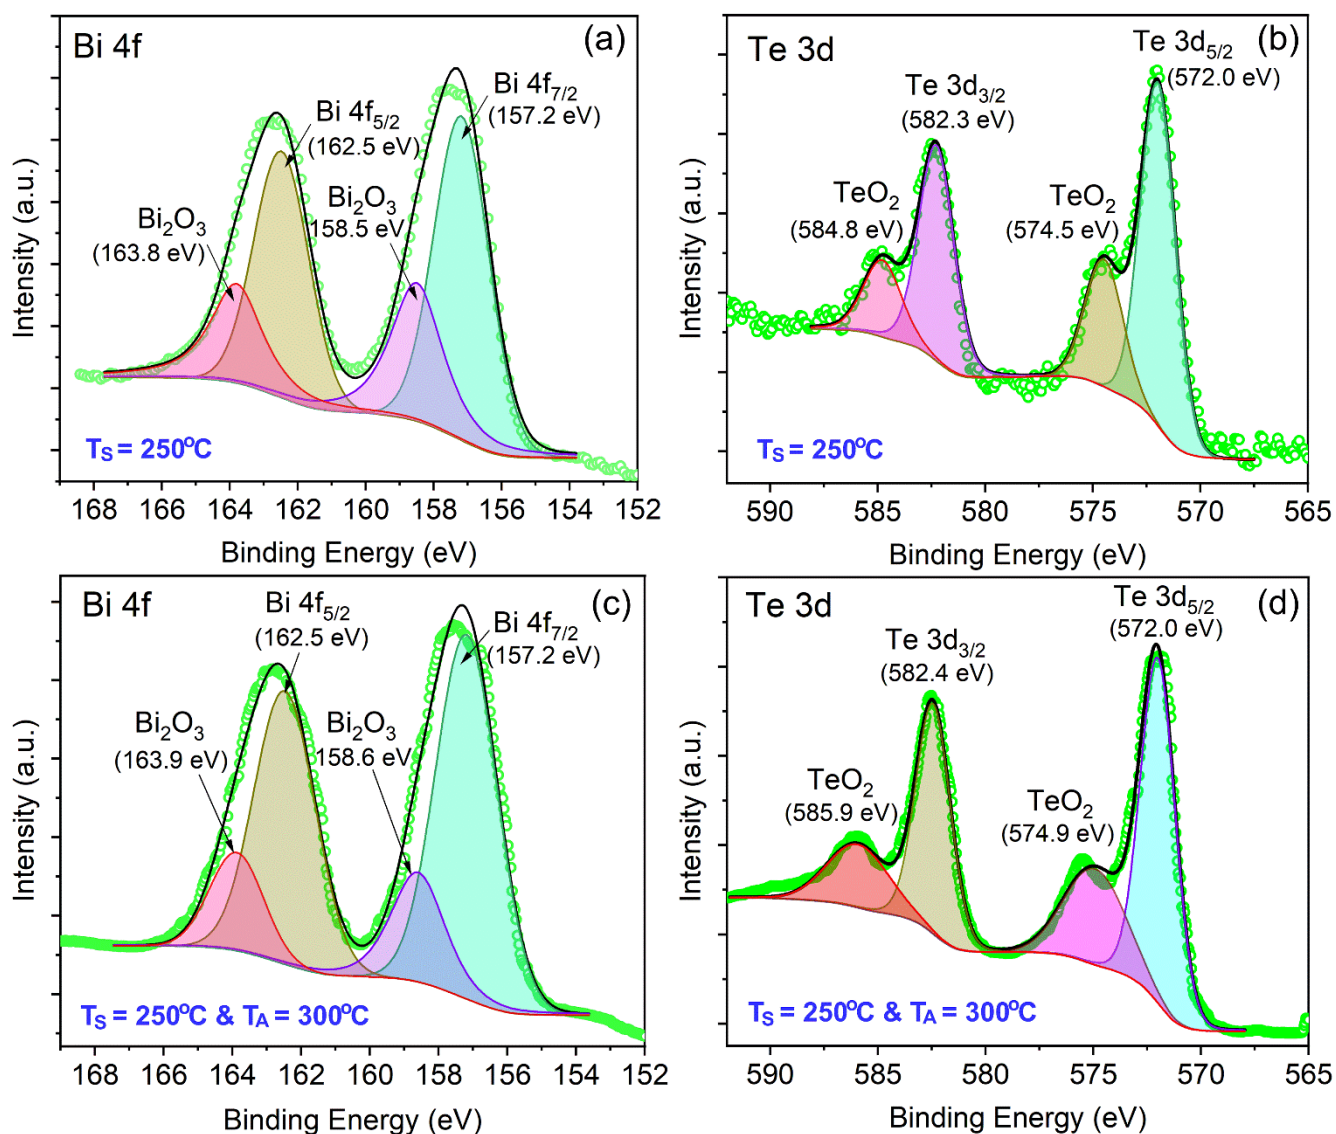 Bi 4f
(a)
Bi 4f7/2
(157.2 eV)
Bi 4f5/2
(162.5 eV)
Bi2O3
158.5 eV)
Bi2O3
(163.8 eV)
TS = 250oC
Intensity (a.u.)
168 166 164 162 160 158 156 154 152
Binding Energy (eV)
Te 3d
(b)
Te 3d5/2
(572.0 eV)
Te 3d3/2
(582.3 eV)
TeO2
(584.8 eV)
TeO2
(574.5 eV)
TS = 250oC
Intensity (a.u.)
590 585 580 575 570 565
Binding Energy (eV)
Bi 4f
(c)
Bi 4f5/2
(162.5 eV)
Bi 4f7/2
(157.2 eV)
Bi2O3
(163.9 eV)
Bi2O3
158.6 eV)
TS = 250oC & TA = 300oC
Intensity (a.u.)
168 166 164 162 160 158 156 154 152
Binding Energy (eV)
Te 3d
(d)
Te 3d5/2
(572.0 eV)
Te 3d3/2
(582.4 eV)
TeO2
(585.9 eV)
TeO2
(574.9 eV)
TS = 250oC & TA = 300oC
Intensity (a.u.)
590 585 580 575 570 565
Binding Energy (eV)